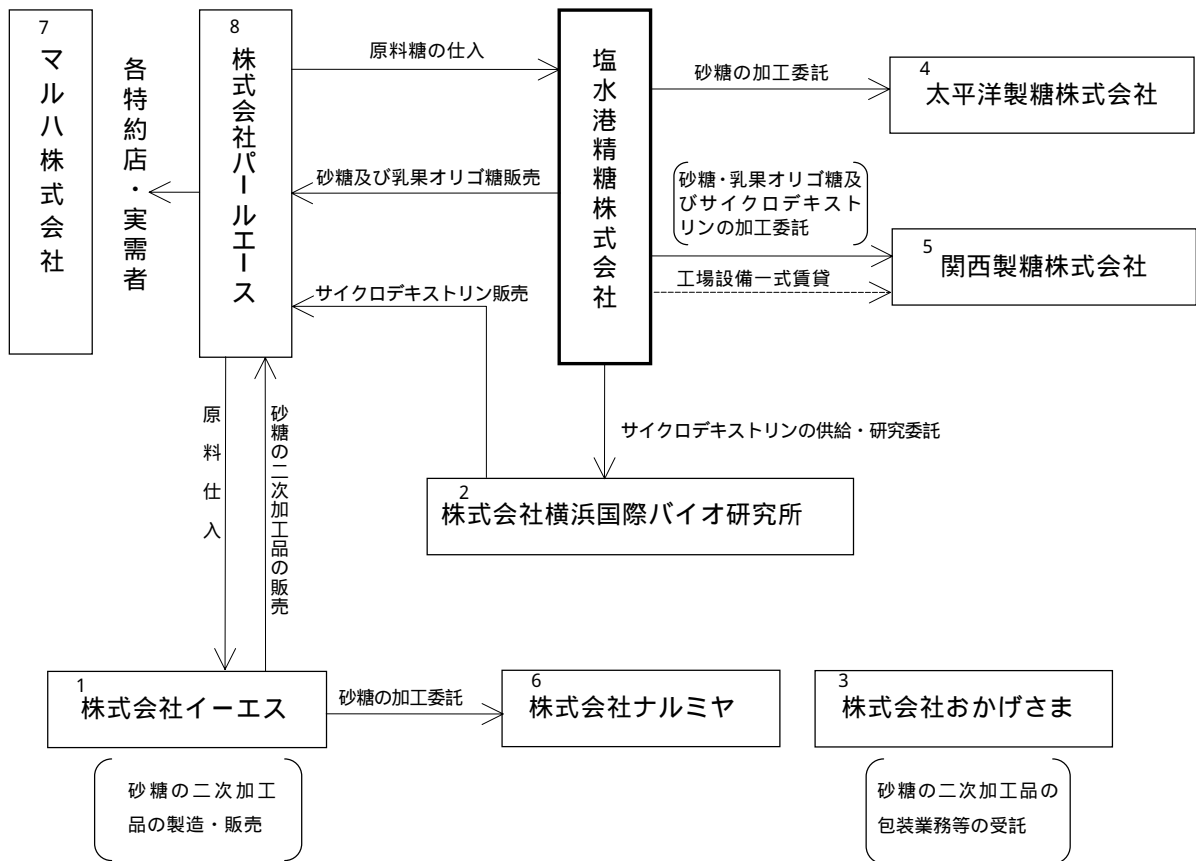 7
マルハ株式会社
各特約店・実需者
8
株式会社パールエース
原料糖の仕入
砂糖及び乳果オリゴ糖販売
サイクロデキストリン販売
塩水港精糖株式会社
砂糖の加工委託
4
太平洋製糖株式会社
砂糖・乳果オリゴ糖及
びサイクロデキスト
リンの加工委託
5
関西製糖株式会社
工場設備一式賃貸
サイクロデキストリンの供給・研究委託
2
株式会社横浜国際バイオ研究所
原料仕入
砂糖の二次加工品の販売
1
株式会社イーエス
砂糖の加工委託
6
株式会社ナルミヤ
3
株式会社おかげさま
砂糖の二次加工
品の製造・販売
砂糖の二次加工品の
包装業務等の受託